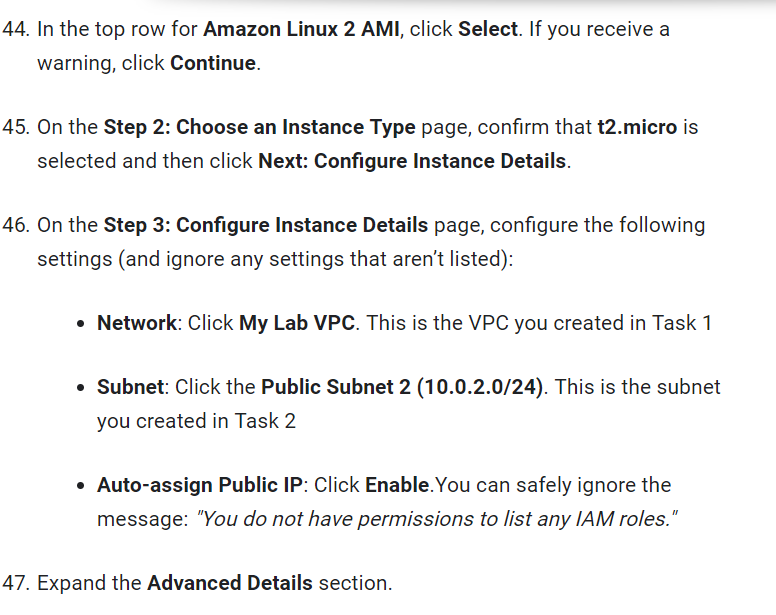 44. In the top row for Amazon Linux 2 AMI, click Select. If you receive a
warning, click Continue.
45. On the Step 2: Choose an Instance Type page, confirm that t2.micro is
selected and then click Next: Configure Instance Details.
46. On the Step 3: Configure Instance Details page, configure the following
settings (and ignore any settings that aren’t listed):
• Network: Click My Lab VPC. This is the VPC you created in Task 1
• Subnet: Click the Public Subnet 2 (10.0.2.0/24). This is the subnet
you created in Task 2
• Auto-assign Public IP: Click Enable.You can safely ignore the
message: "You do not have permissions to list any IAM roles."
47. Expand the Advanced Details section.